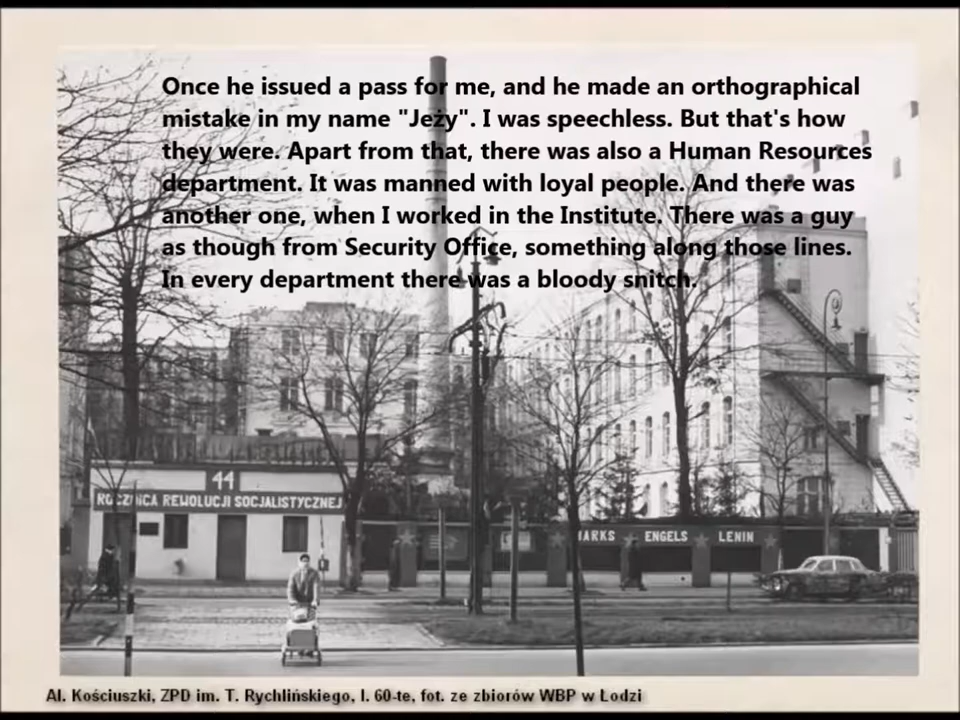 Once he issued a pass for me, and he made an orthographical
mistake in my name "Jeży". I was speechless. But that's how
they were. Apart from that, there was also a Human Resources
department. It was manned with loyal people. And there was
another one, when I worked in the Institute. There was a guy
as though from Security Office, something along those lines.
In every department there was a bloody snitch.
44
ROCZNICA REWOLUCJI SOCJALISTYCZNEJ
MARKS ENGELS LENIN
Al. Kościuszki, ZPD im. T. Rychlińskiego, l. 60-te, fot. ze zbiorów WBP w Łodzi